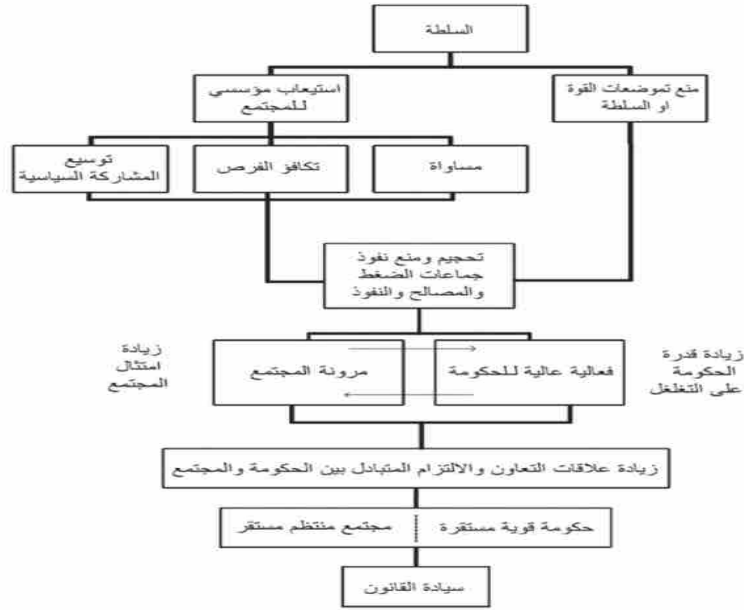 السلطة
منع تموضعات القوة
او السلطة
استيعاب مؤسسي
للمجتمع
مساواة
تكافؤ الفرص
توسيع
المشاركة السياسية
تحجيم ومنع نفوذ
جماعات الضغط
والمصالح والنفوذ
زيادة قدرة
الحكومة
على التغلغل
فعالية عالية للحكومة
مرونة المجتمع
زيادة
امتثال
المجتمع
زيادة علاقات التعاون والالتزام المتبادل بين الحكومة والمجتمع
حكومة قوية مستقرة
مجتمع منتظم مستقر
سيادة القانون